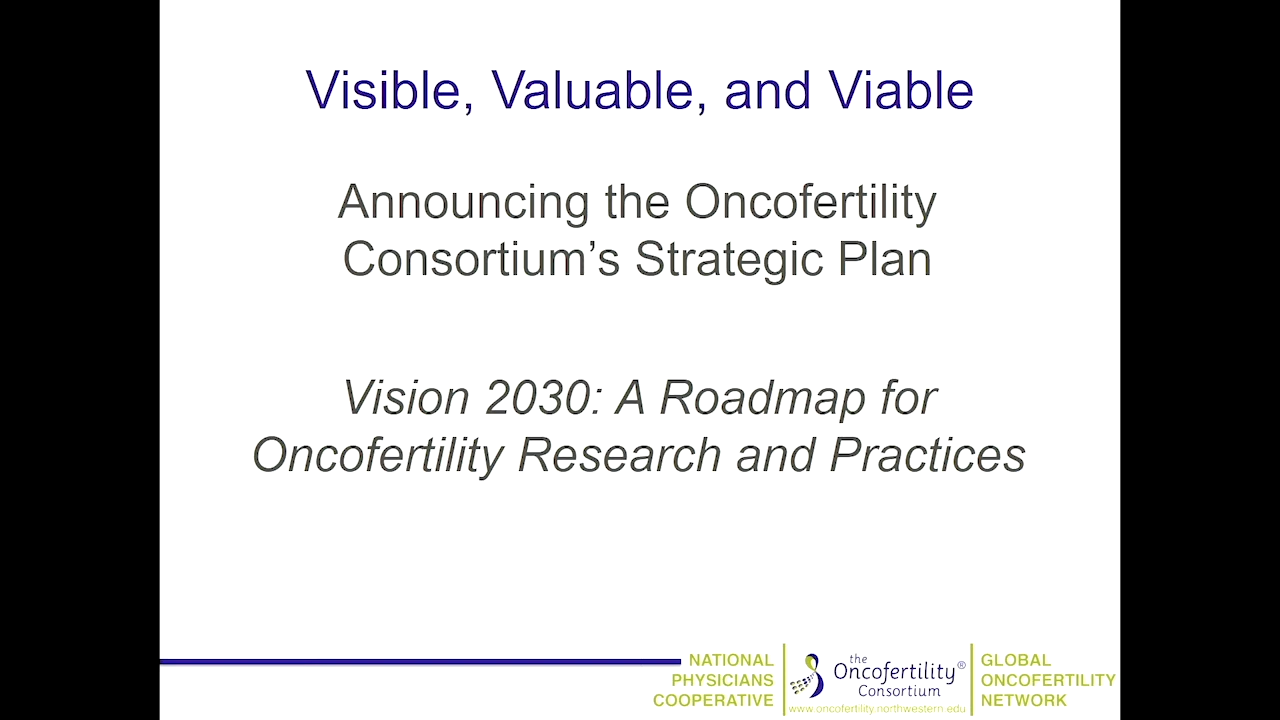 Visible, Valuable, and Viable
Announcing the Oncofertility
Consortium’s Strategic Plan
Vision 2030: A Roadmap for
Oncofertility Research and Practices
NATIONAL
PHYSICIANS
COOPERATIVE
the
Oncofertility®
Consortium
www.oncofertility.northwestern.edu
GLOBAL
ONCOFERTILITY
NETWORK